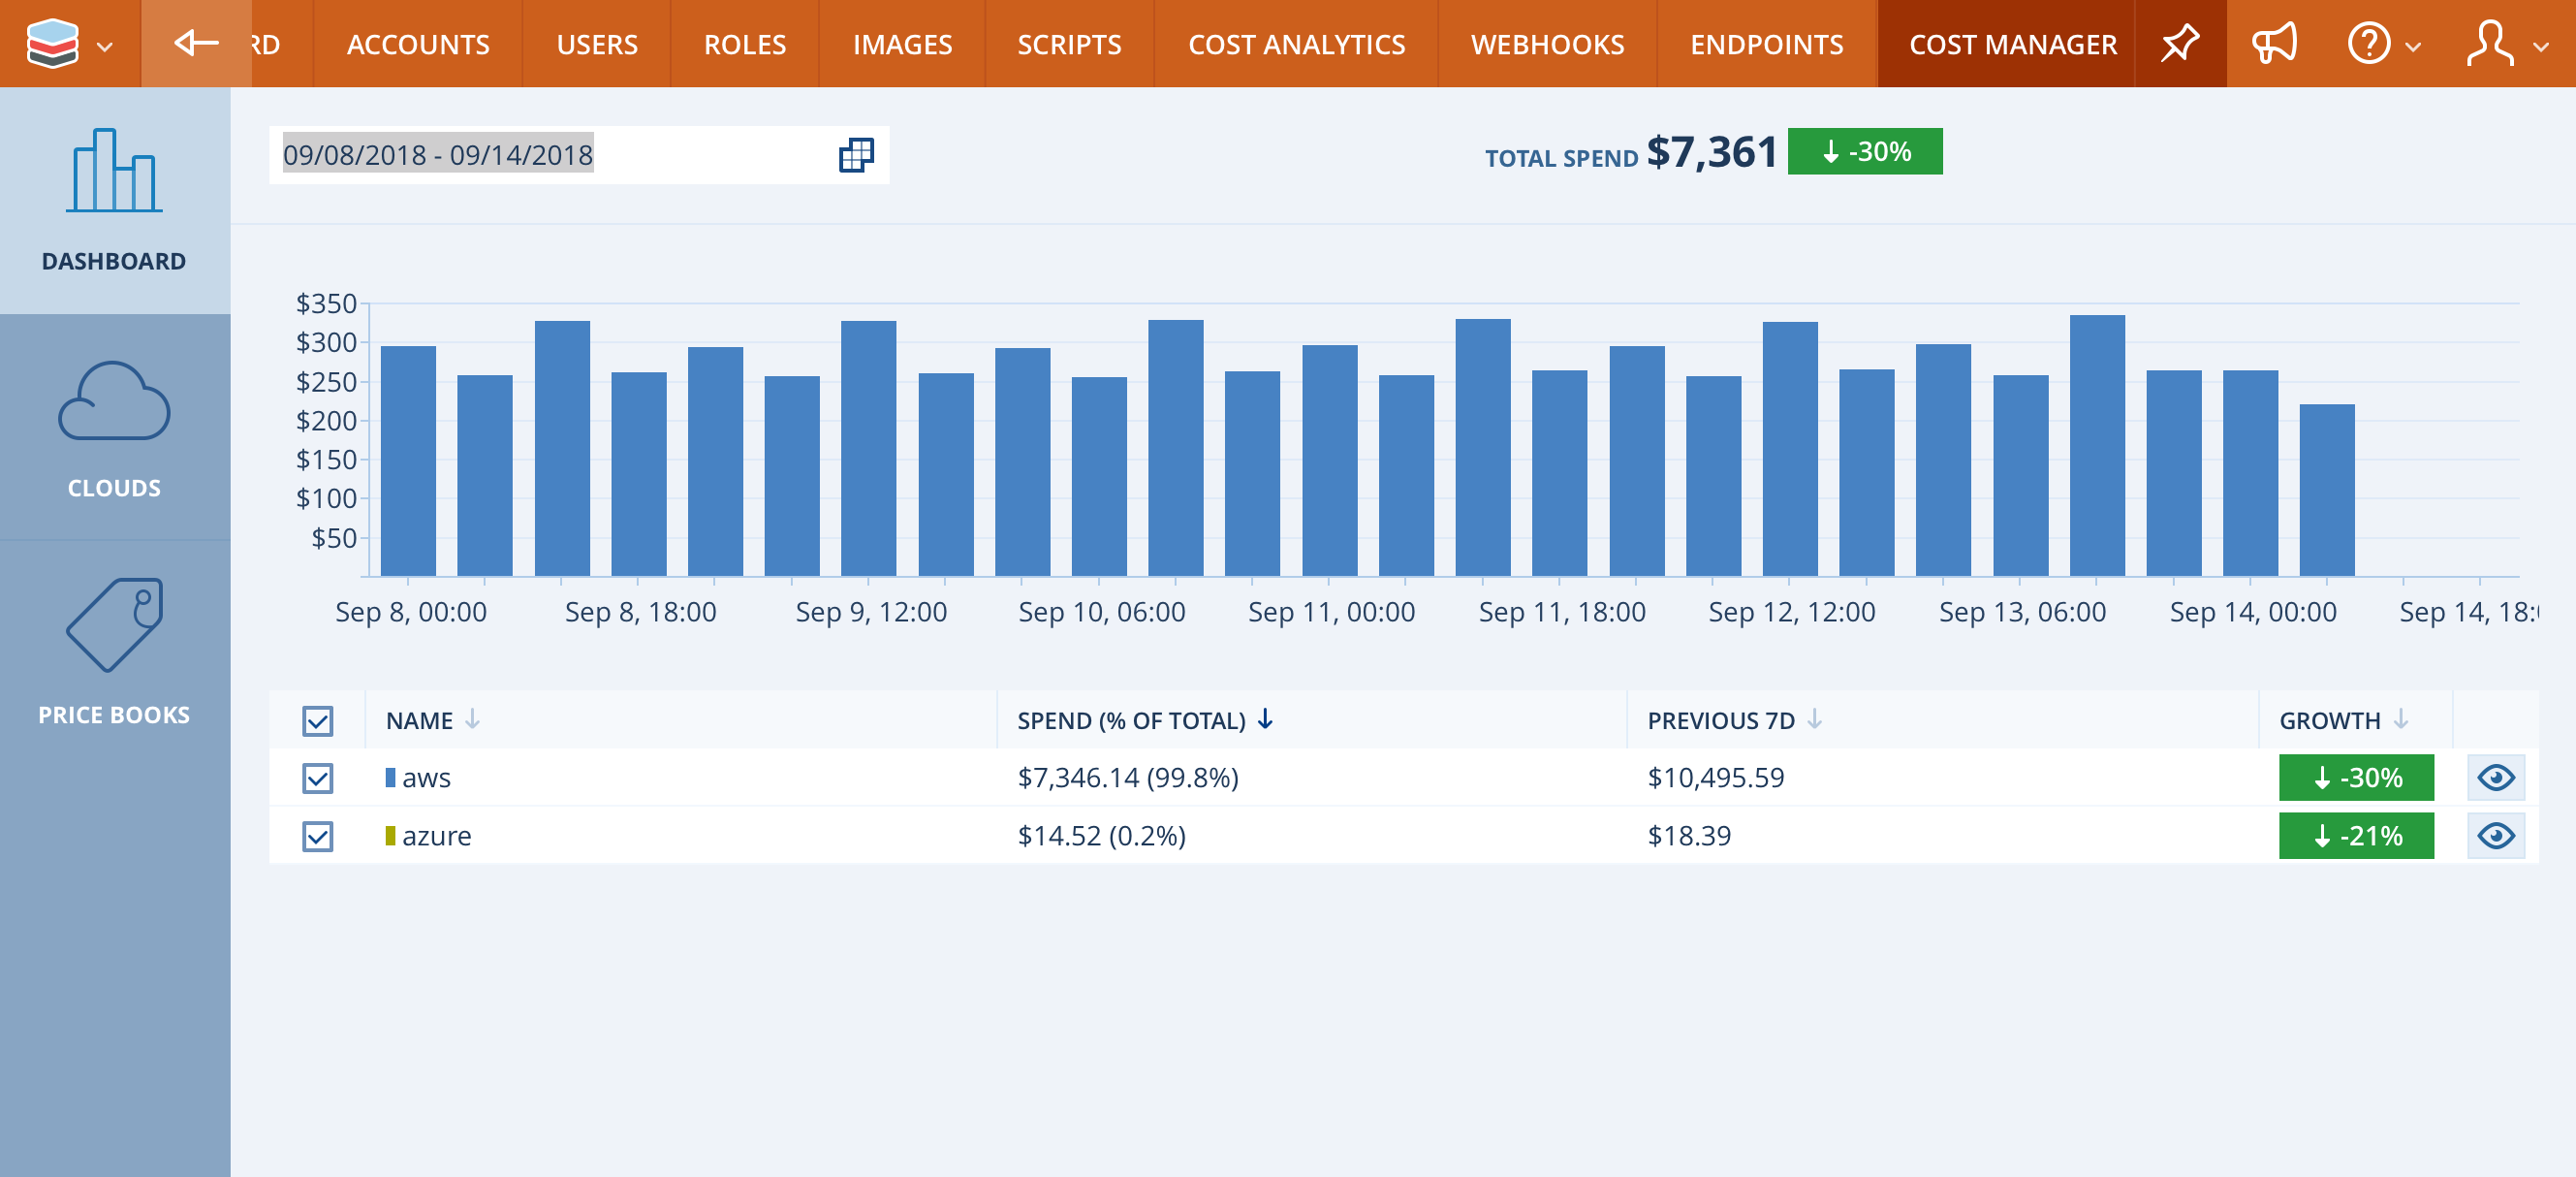 RD ACCOUNTS USERS ROLES IMAGES SCRIPTS COST ANALYTICS WEBHOOKS ENDPOINTS COST MANAGER
09/08/2018 - 09/14/2018
TOTAL SPEND $7,361 -30%
DASHBOARD
CLOUDS
PRICE BOOKS
$350
$300
$250
$200
$150
$100
$50
Sep 8, 00:00 Sep 8, 18:00 Sep 9, 12:00 Sep 10, 06:00 Sep 11, 00:00 Sep 11, 18:00 Sep 12, 12:00 Sep 13, 06:00 Sep 14, 00:00 Sep 14, 18:
NAME SPEND (% OF TOTAL) PREVIOUS 7D GROWTH
aws $7,346.14 (99.8%) $10,495.59 -30%
azure $14.52 (0.2%) $18.39 -21%